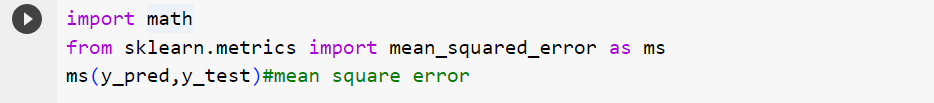 import math
from sklearn.metrics import mean_squared_error as ms
ms(y_pred,y_test)#mean square error